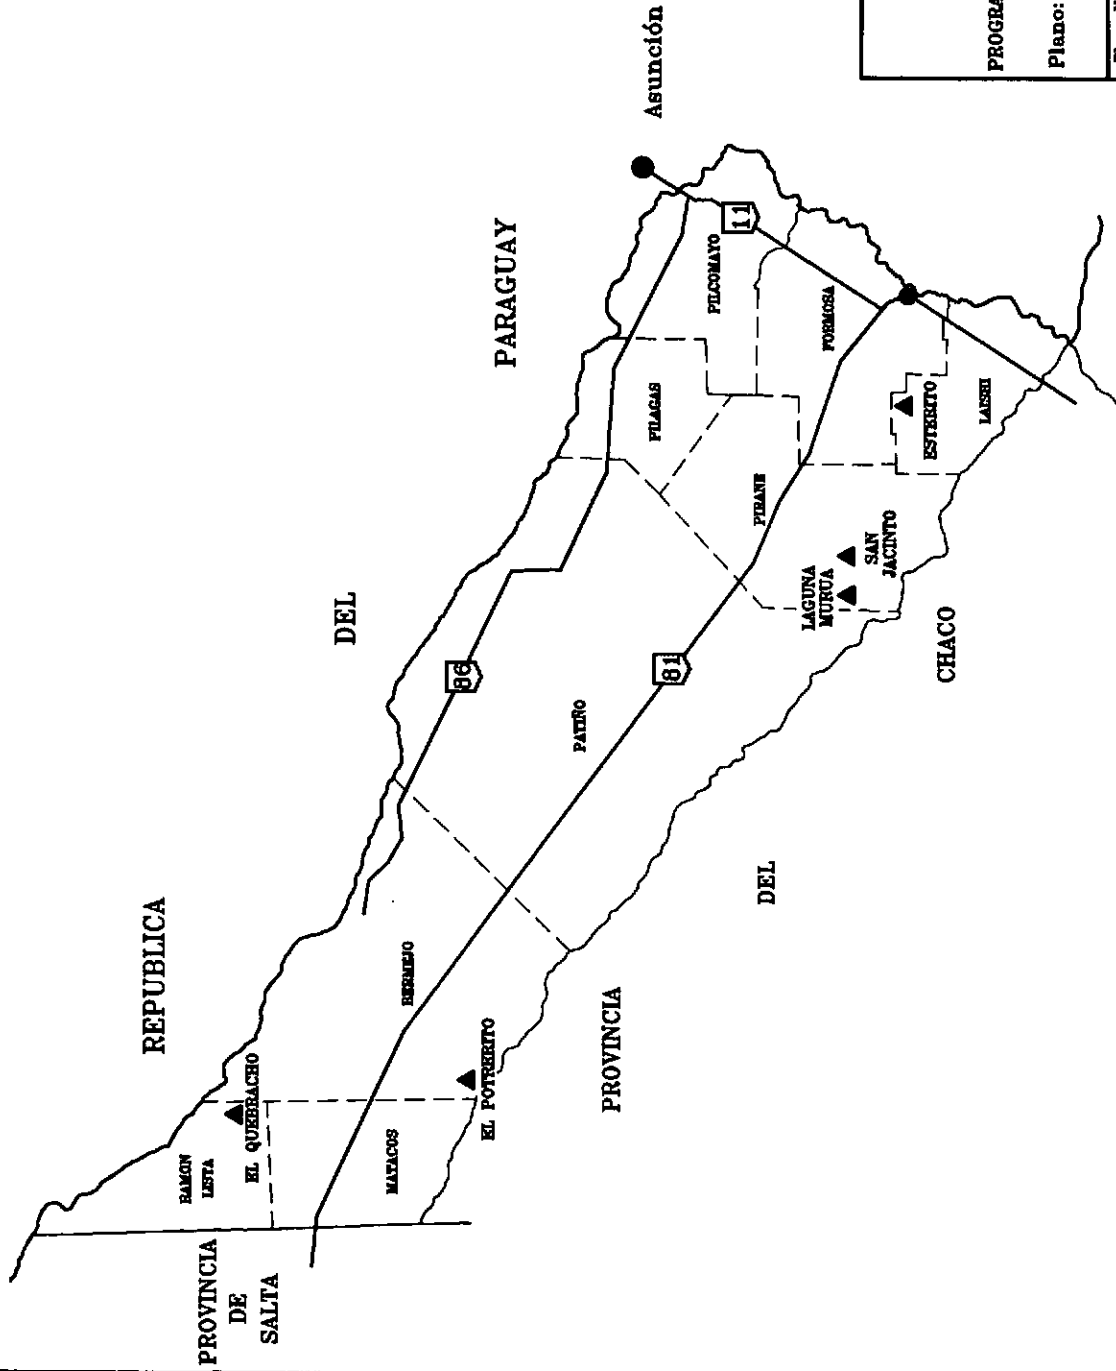 REPUBLICA
DEL
PARAGUAY
Asunción
PROVINCIA
DE
SALTA
RAMON
LISTA
EL QUEBRACHO
MATACOS
EL POTRERITO
BERMEJO
86
PATIÑO
81
PILAGAS
PILCOMAYO
11
PIRANE
FORMOSA
LAGUNA
MURUA
SAN
JACINTO
ESTERITO
LAISHI
PROVINCIA
DEL
CHACO
PROGRA
Plano: